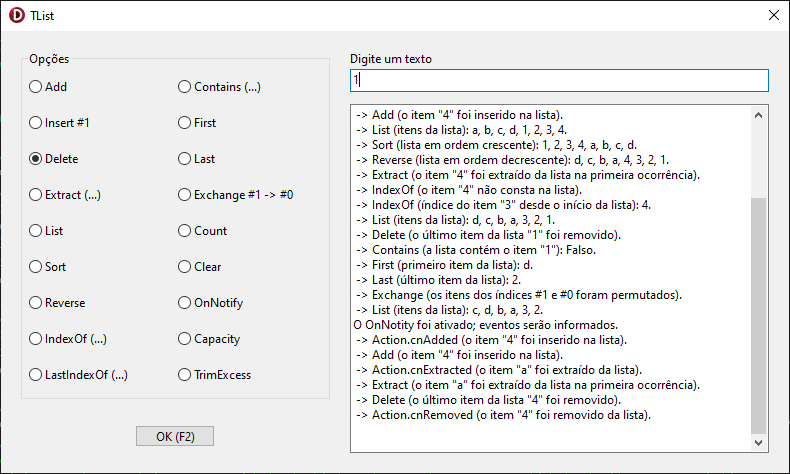 TList
Opções
Add
Contains (...)
Insert #1
First
Delete
Last
Extract (...)
Exchange #1 -> #0
List
Count
Sort
Clear
Reverse
OnNotify
IndexOf (...)
Capacity
LastIndexOf (...)
TrimExcess
OK (F2)
Digite um texto
1
-> Add (o item "4" foi inserido na lista).
-> List (itens da lista): a, b, c, d, 1, 2, 3, 4.
-> Sort (lista em ordem crescente): 1, 2, 3, 4, a, b, c, d.
-> Reverse (lista em ordem decrescente): d, c, b, a, 4, 3, 2, 1.
-> Extract (o item "4" foi extraído da lista na primeira ocorrência).
-> IndexOf (o item "4" não consta na lista).
-> IndexOf (índice do item "3" desde o início da lista): 4.
-> List (itens da lista): d, c, b, a, 3, 2, 1.
-> Delete (o último item da lista "1" foi removido).
-> Contains (a lista contém o item "1"): Falso.
-> First (primeiro item da lista): d.
-> Last (último item da lista): 2.
-> Exchange (os itens dos índices #1 e #0 foram permutados).
-> List (itens da lista): c, d, b, a, 3, 2.
O OnNotity foi ativado; eventos serão informados.
-> Action.cnAdded (o item "4" foi inserido na lista).
-> Add (o item "4" foi inserido na lista).
-> Action.cnExtracted (o item "a" foi extraído da lista).
-> Extract (o item "a" foi extraído da lista na primeira ocorrência).
-> Delete (o último item da lista "4" foi removido).
-> Action.cnRemoved (o item "4" foi removido da lista).